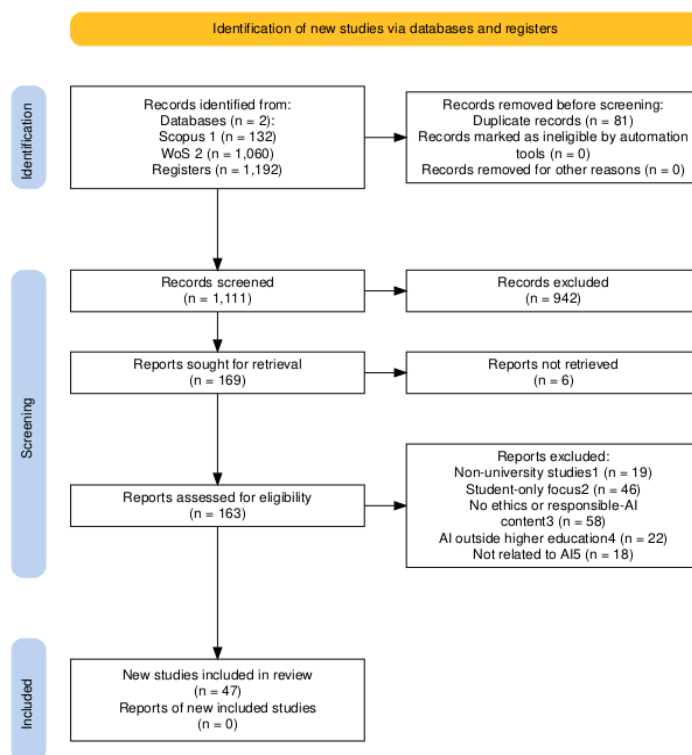 Identification of new studies via databases and registers
Identification
Records identified from:
Databases (n = 2):
Scopus 1 (n = 132)
WoS 2 (n = 1,060)
Registers (n = 1,192)
Records removed before screening:
Duplicate records (n = 81)
Records marked as ineligible by automation
tools (n = 0)
Records removed for other reasons (n = 0)
Screening
Records screened
(n = 1,111)
Records excluded
(n = 942)
Reports sought for retrieval
(n = 169)
Reports not retrieved
(n = 6)
Reports assessed for eligibility
(n = 163)
Reports excluded:
Non-university studies1 (n = 19)
Student-only focus2 (n = 46)
No ethics or responsible-AI
content3 (n = 58)
AI outside higher education4 (n = 22)
Not related to AI5 (n = 18)
Included
New studies included in review
(n = 47)
Reports of new included studies
(n = 0)